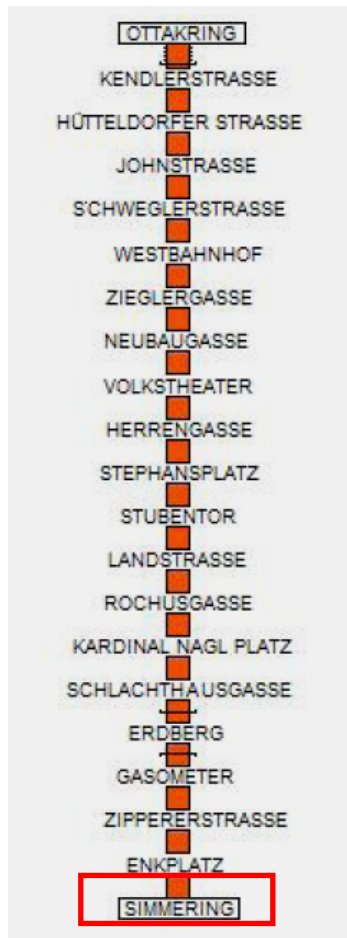 OTTAKRING
KENDLERSTRASSE
HÜTTELDORFER STRASSE
JOHNSTRASSE
SCHWEGLERSTRASSE
WESTBAHNHOF
ZIEGLERGASSE
NEUBAUGASSE
VOLKSTHEATER
HERRENGASSE
STEPHANSPLATZ
STUBENTOR
LANDSTRASSE
ROCHUSGASSE
KARDINAL NAGL PLATZ
SCHLACHTHAUSGASSE
ERDBERG
GASOMETER
ZIPPERERSTRASSE
ENKPLATZ
SIMMERING